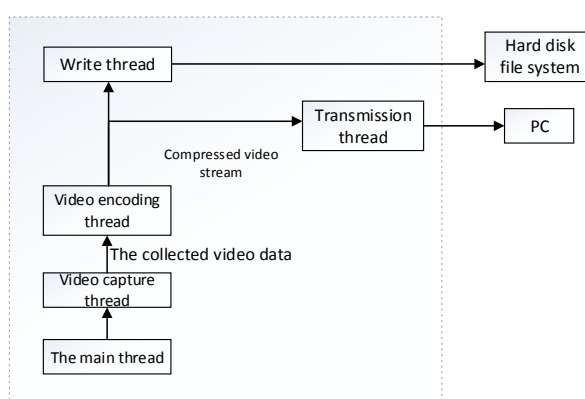 Hard disk
file system
Write thread
Transmission
thread
PC
Compressed video
stream
Video encoding
thread
The collected video data
Video capture
thread
The main thread